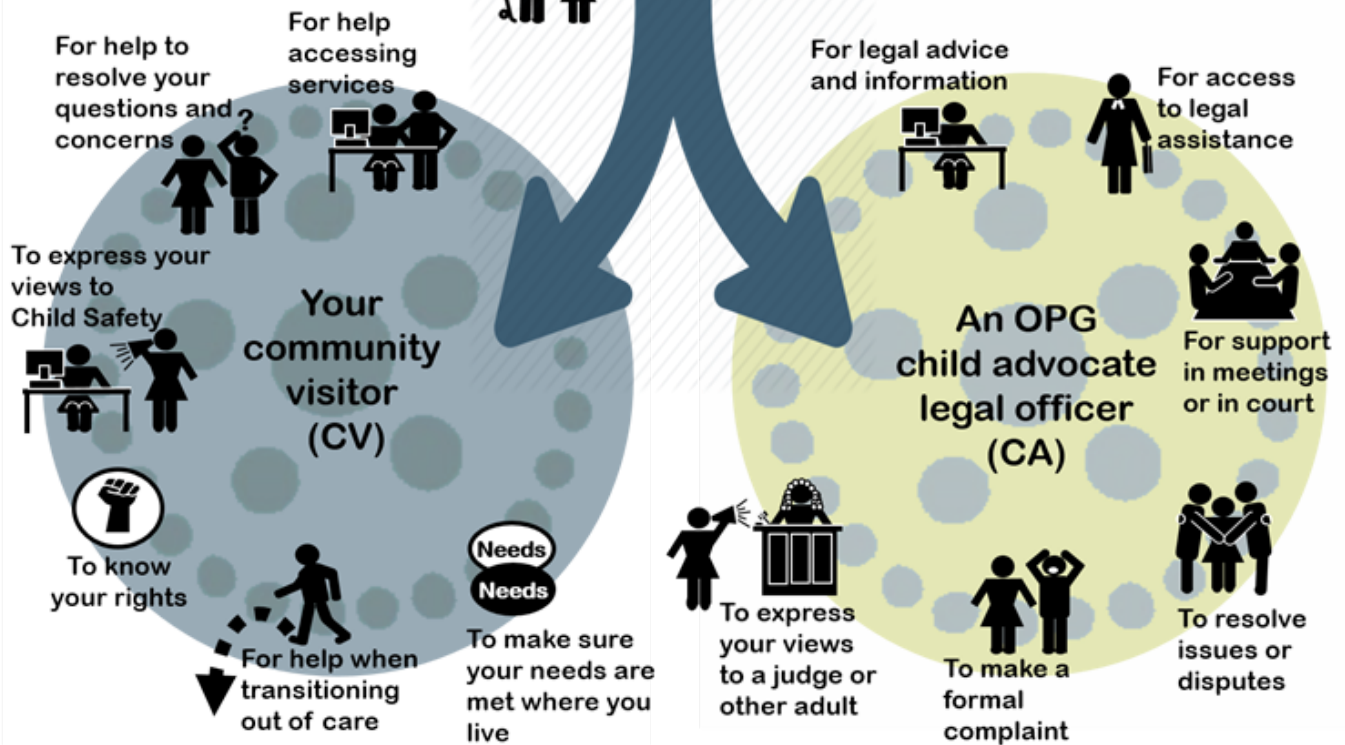 For help to
resolve your
questions and
concerns
?
For help
accessing
services
To express your
views to
Child Safety
Your
community
visitor
(CV)
To know
your rights
For help when
transitioning
out of care
Needs
Needs
To make sure
your needs are
met where you
live
For legal advice
and information
For access
to legal
assistance
An OPG
child advocate
legal officer
(CA)
For support
in meetings
or in court
To express
your views
to a judge or
other adult
To make a
formal
complaint
To resolve
issues or
disputes